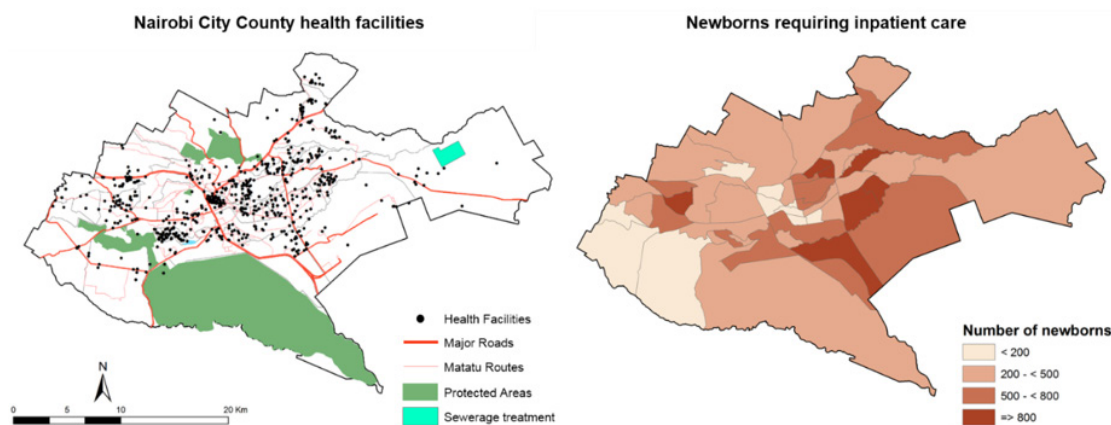 Nairobi City County health facilities
Newborns requiring inpatient care
Health Facilities
Major Roads
Matatu Routes
Protected Areas
Sewerage treatment
N
0 5 10 20 Km
Number of newborns
< 200
200 - < 500
500 - < 800
=> 800